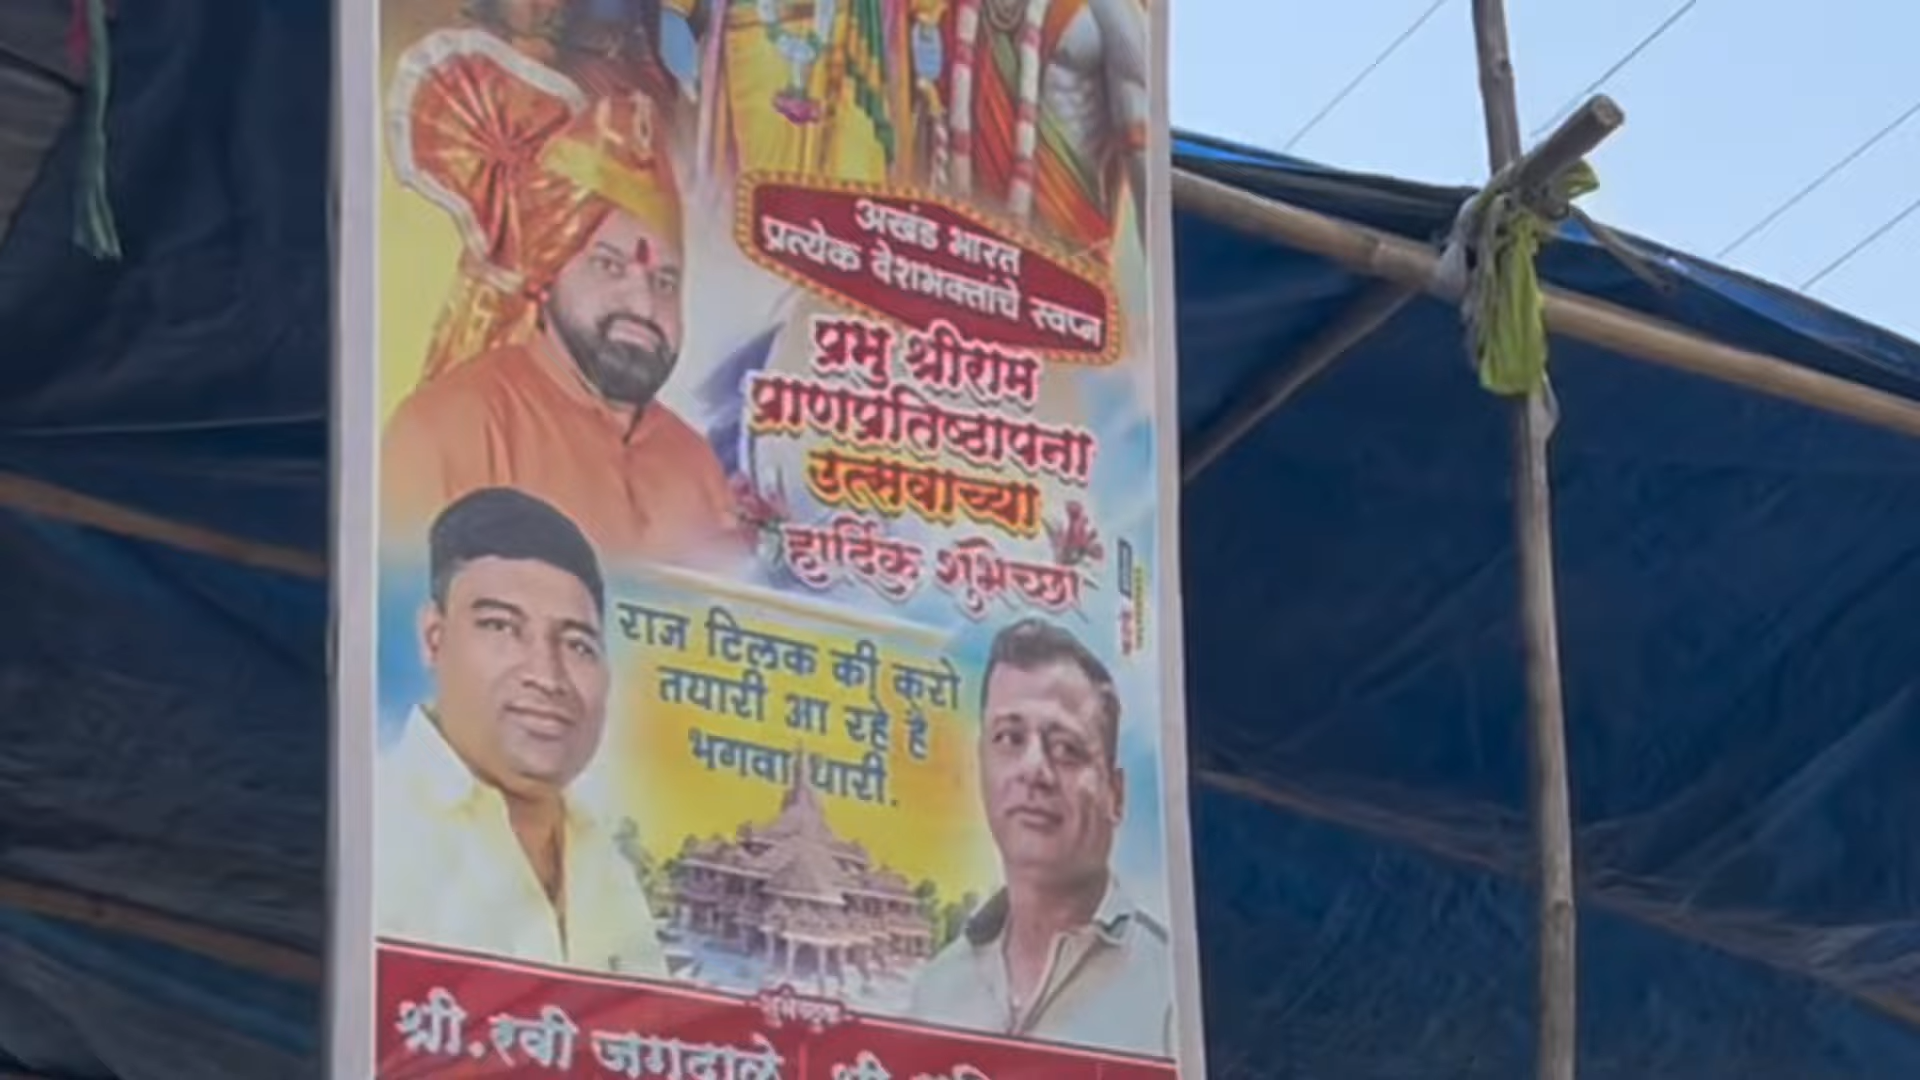 अखंड भारत
प्रत्येक देशभक्तांचे स्वप्न
प्रभु श्रीराम
प्राणप्रतिष्ठापना
उत्सवाच्या
हार्दिक शुभेच्छा
राज टिलक की करो
तयारी आ रहे है
भगवा धारी.
शुभेच्छुक
श्री.रवी जगदाळे
श्री